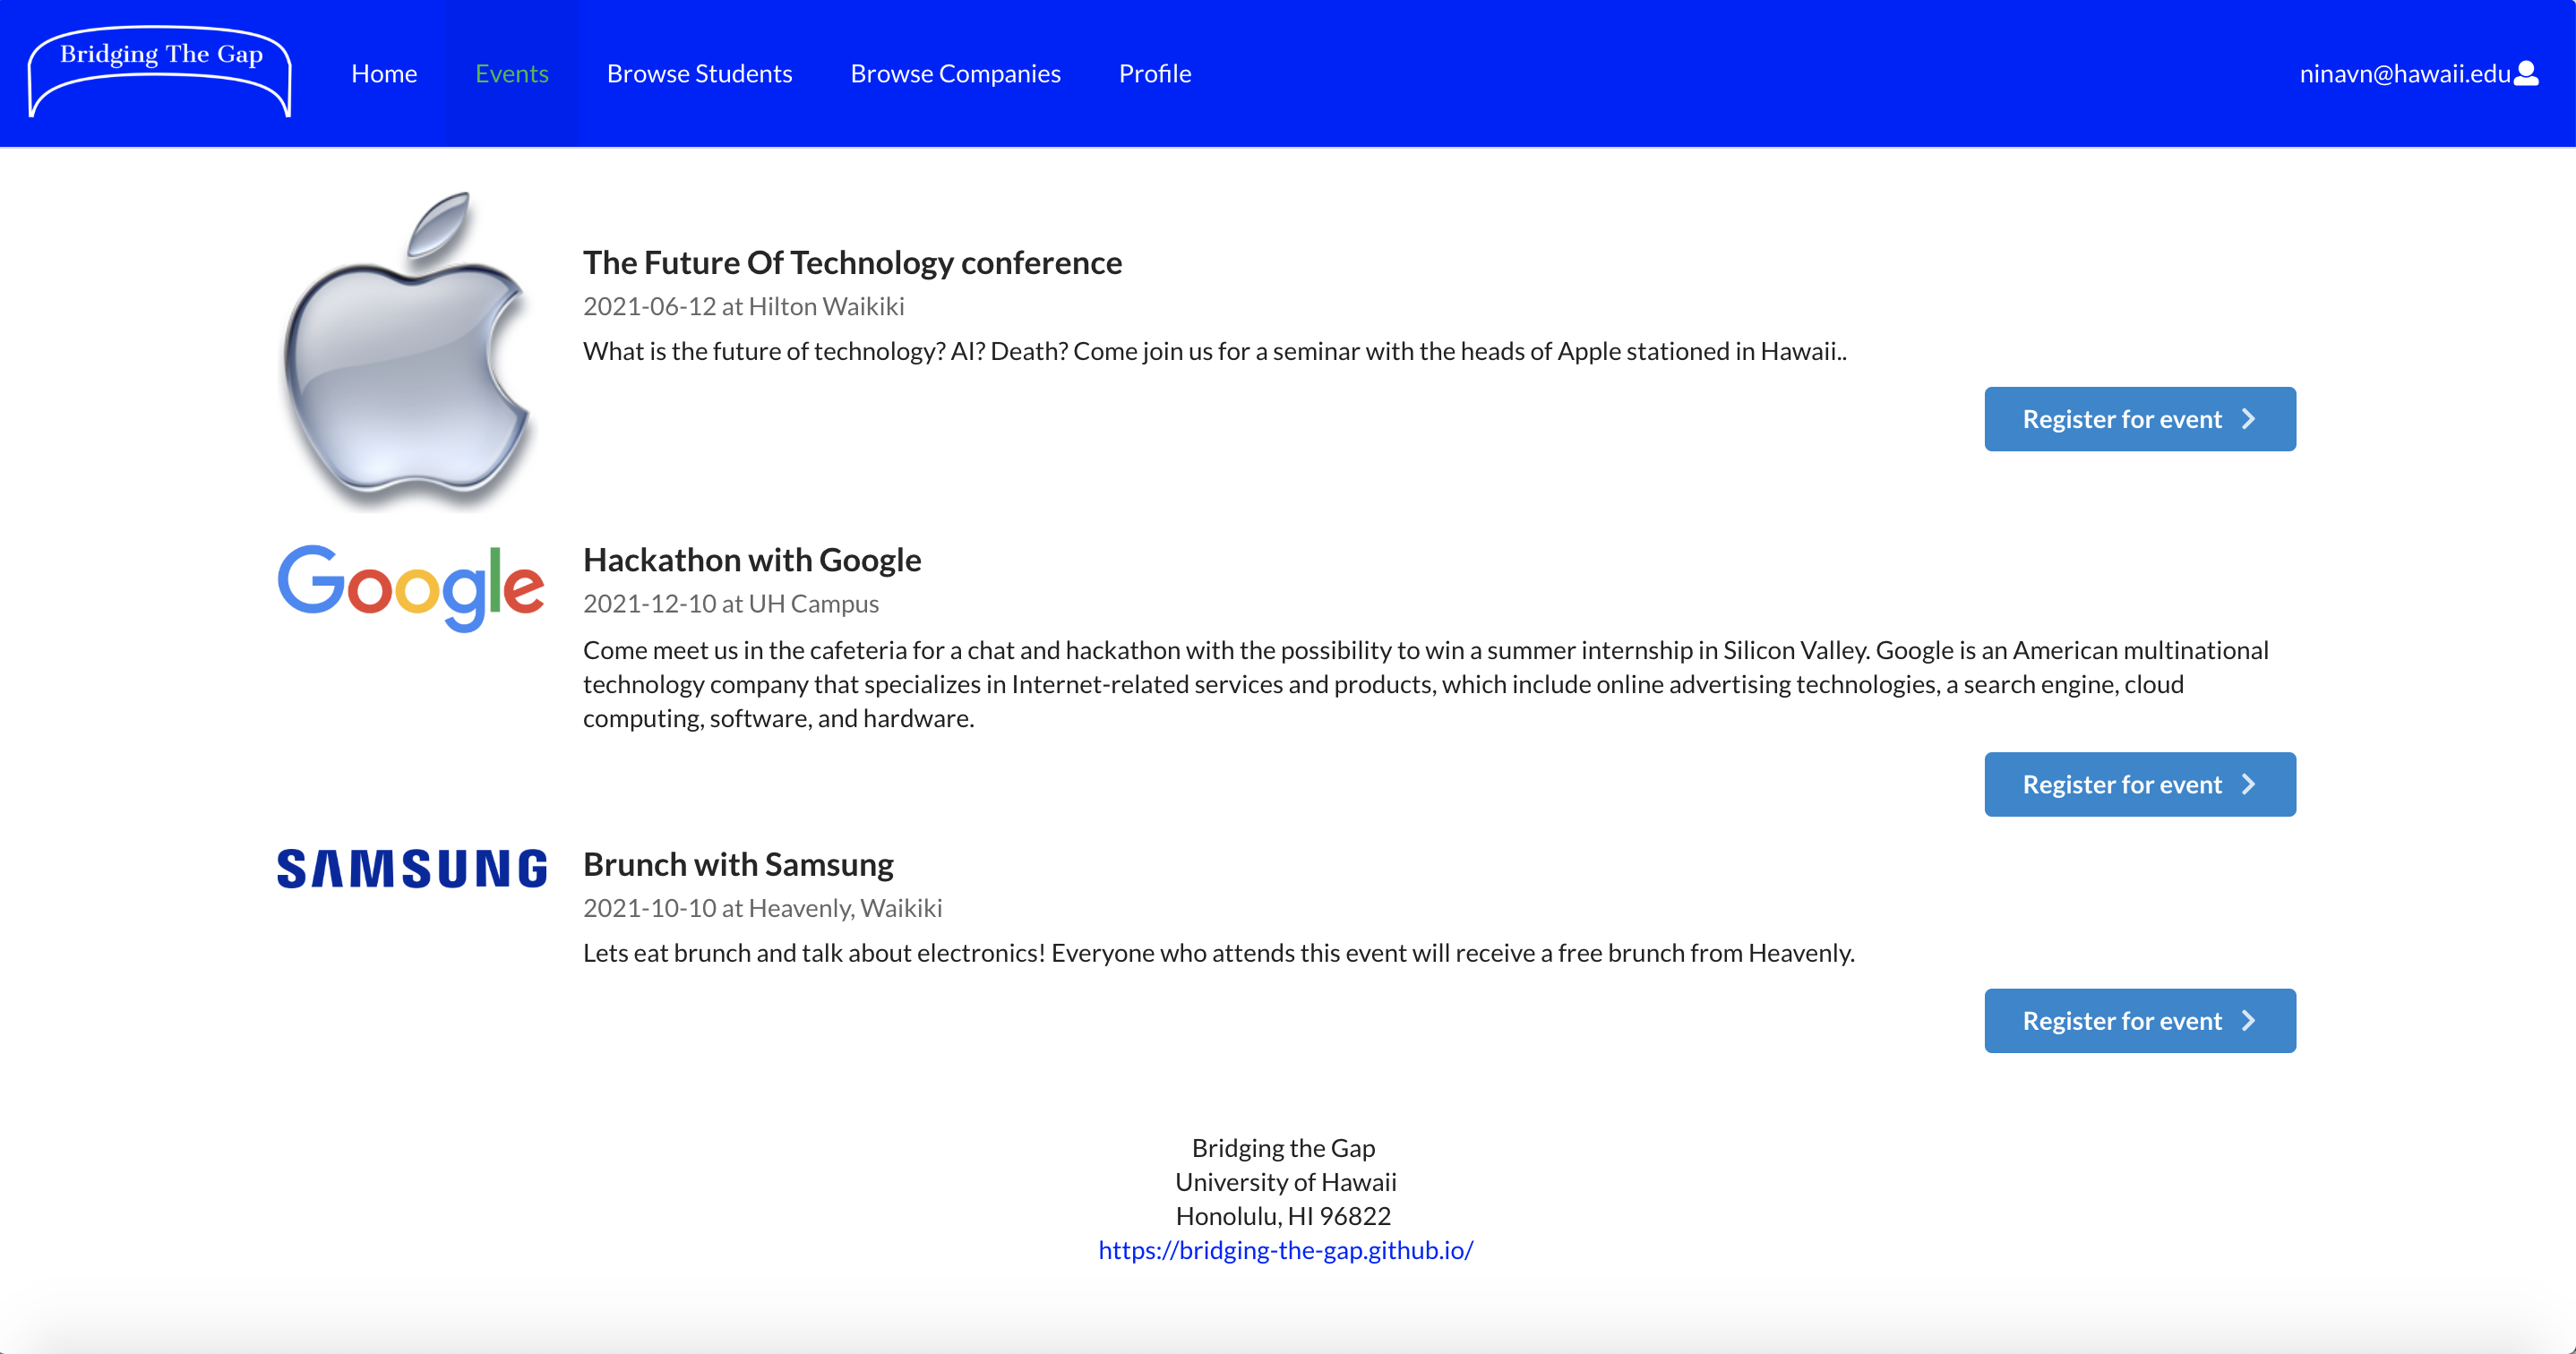 Bridging The Gap
Home
Events
Browse Students
Browse Companies
Profile
ninavn@hawaii.edu
The Future Of Technology conference
2021-06-12 at Hilton Waikiki
What is the future of technology? AI? Death? Come join us for a seminar with the heads of Apple stationed in Hawaii..
Register for event
Google
Hackathon with Google
2021-12-10 at UH Campus
Come meet us in the cafeteria for a chat and hackathon with the possibility to win a summer internship in Silicon Valley. Google is an American multinational
technology company that specializes in Internet-related services and products, which include online advertising technologies, a search engine, cloud
computing, software, and hardware.
Register for event
SAMSUNG
Brunch with Samsung
2021-10-10 at Heavenly, Waikiki
Lets eat brunch and talk about electronics! Everyone who attends this event will receive a free brunch from Heavenly.
Register for event
Bridging the Gap
University of Hawaii
Honolulu, HI 96822
https://bridging-the-gap.github.io/